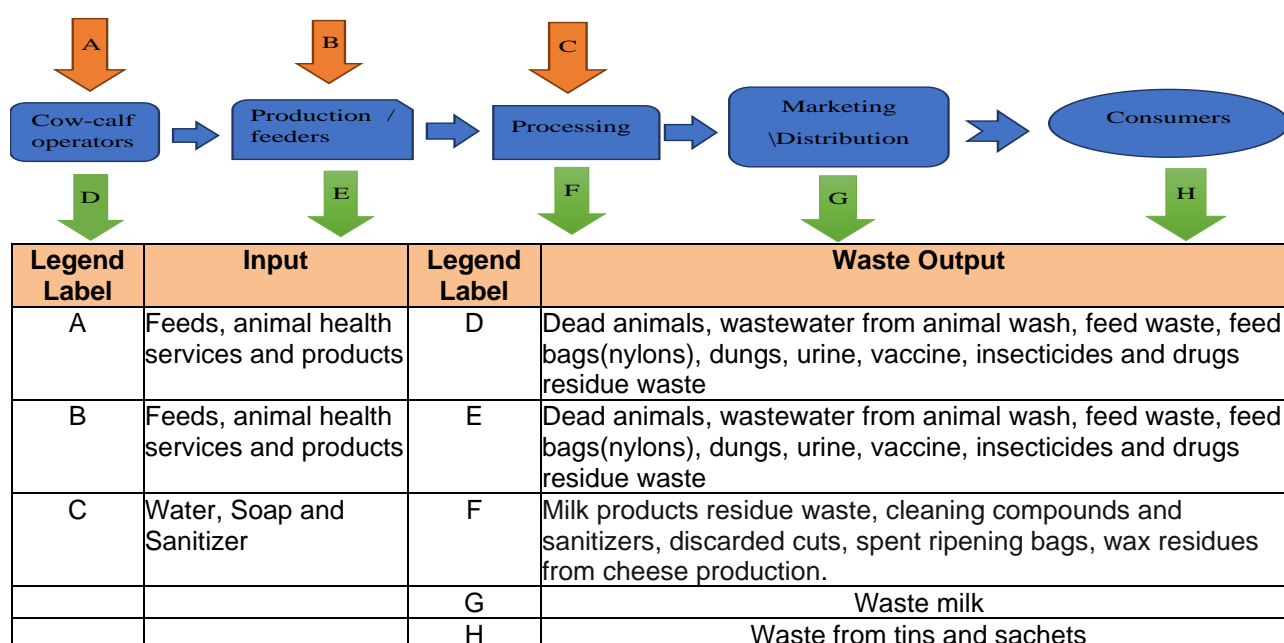 A
B
C
Cow-calf
operators
Production /
feeders
Processing
Marketing
\Distribution
Consumers
D
E
F
G
H
Legend Label Input Legend Label Waste Output
A Feeds, animal health services and products D Dead animals, wastewater from animal wash, feed waste, feed bags(nylons), dungs, urine, vaccine, insecticides and drugs residue waste
B Feeds, animal health services and products E Dead animals, wastewater from animal wash, feed waste, feed bags(nylons), dungs, urine, vaccine, insecticides and drugs residue waste
C Water, Soap and Sanitizer F Milk products residue waste, cleaning compounds and sanitizers, discarded cuts, spent ripening bags, wax residues from cheese production.
G Waste milk
H Waste from tins and sachets